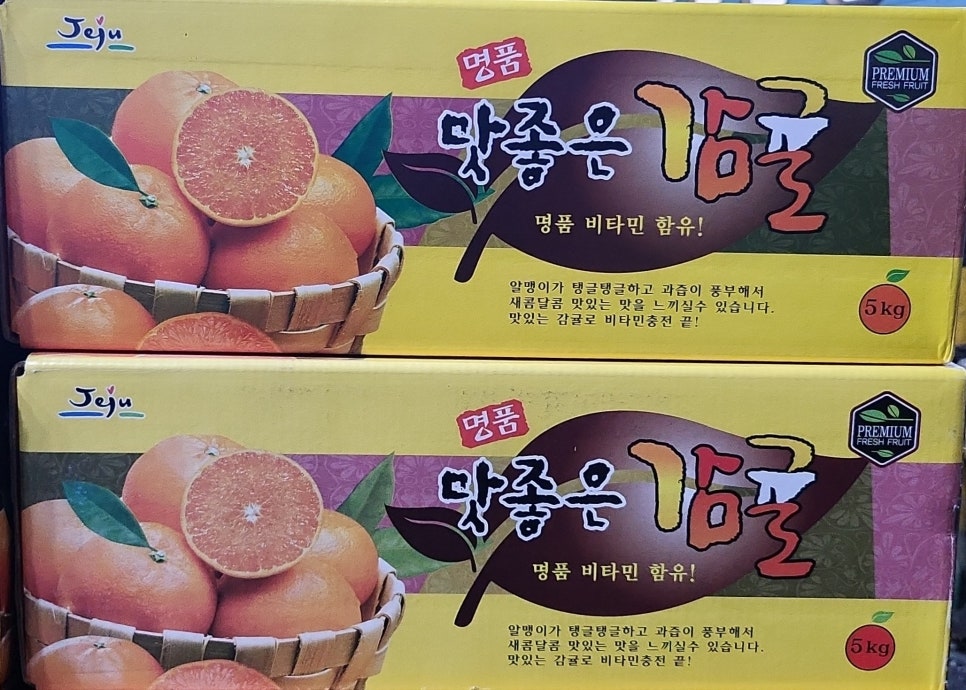 Jeju
명품
PREMIUM
FRESH FRUIT
맛좋은 감귤
명품 비타민 함유!
알맹이가 탱글탱글하고 과즙이 풍부해서
새콤달콤 맛있는 맛을 느끼실수 있습니다.
맛있는 감귤로 비타민충전 끝!
5kg
Jeju
명품
PREMIUM
FRESH FRUIT
맛좋은 감귤
명품 비타민 함유!
알맹이가 탱글탱글하고 과즙이 풍부해서
새콤달콤 맛있는 맛을 느끼실수 있습니다.
맛있는 감귤로 비타민충전 끝!
5kg